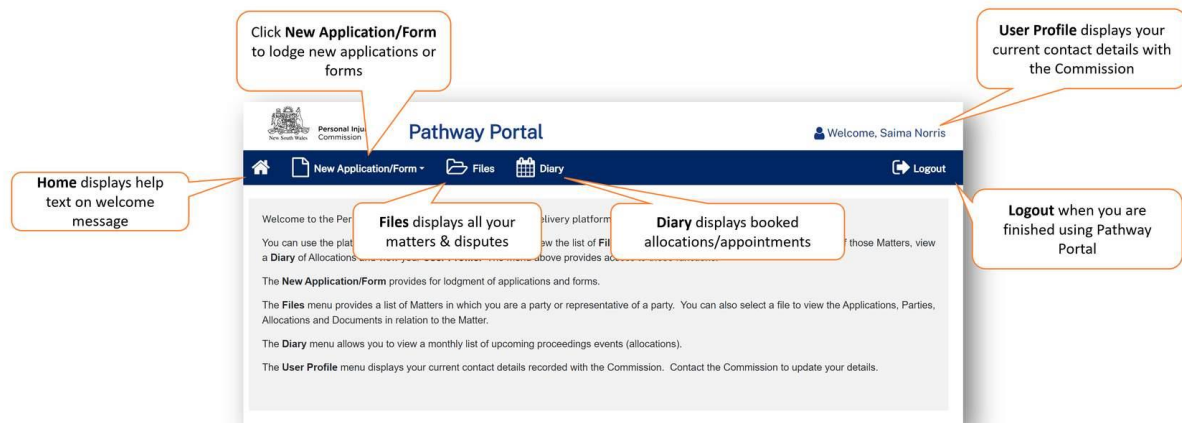 Click New Application/Form
to lodge new applications or
forms
User Profile displays your
current contact details with
the Commission
New South Wales
Personal Inju
Commission
Pathway Portal
Welcome, Saima Norris
New Application/Form
Files
Diary
Logout
Home displays help
text on welcome
message
Files displays all your
matters & disputes
Diary displays booked
allocations/appointments
Logout when you are
finished using Pathway
Portal
Welcome to the Per elivery platform
You can use the plat ew the list of Fil f those Matters, view
a Diary of Allocations above provides
The New Application/Form provides for lodgment of applications and forms.
The Files menu provides a list of Matters in which you are a party or representative of a party. You can also select a file to view the Applications, Parties,
Allocations and Documents in relation to the Matter.
The Diary menu allows you to view a monthly list of upcoming proceedings events (allocations).
The User Profile menu displays your current contact details recorded with the Commission. Contact the Commission to update your details.